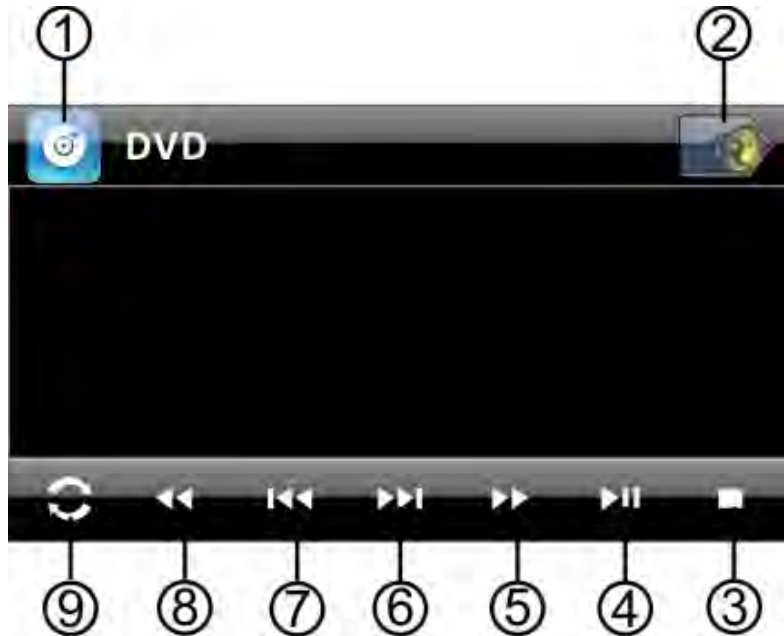 ① ②
DVD
⑨ ⑧ ⑦ ⑥ ⑤ ④ ③